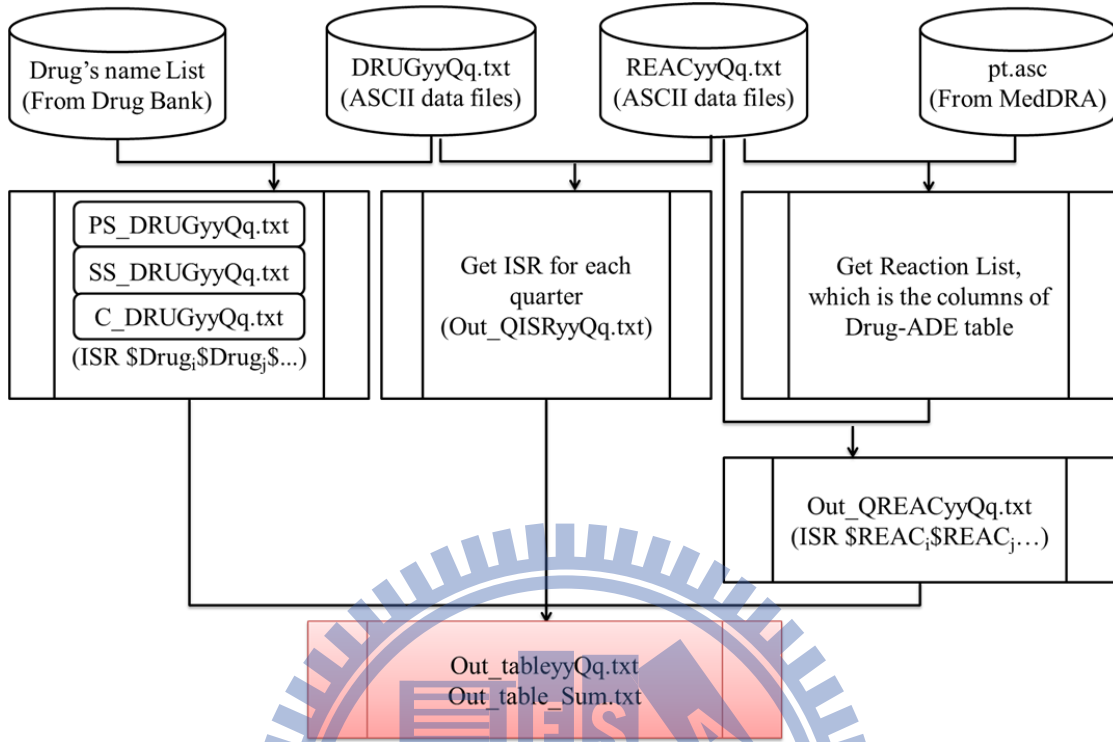 Drug's name List
(From Drug Bank)
DRUGyyQq.txt
(ASCII data files)
REACyyQq.txt
(ASCII data files)
pt.asc
(From MedDRA)
PS_DRUGyyQq.txt
SS_DRUGyyQq.txt
C_DRUGyyQq.txt
(ISR $Drugi$Drugj$...)
Get ISR for each
quarter
(Out_QISRyyQq.txt)
Get Reaction List,
which is the columns of
Drug-ADE table
Out_QREACyyQq.txt
(ISR $REACi$REACj…)
Out_tableyyQq.txt
Out_table_Sum.txt